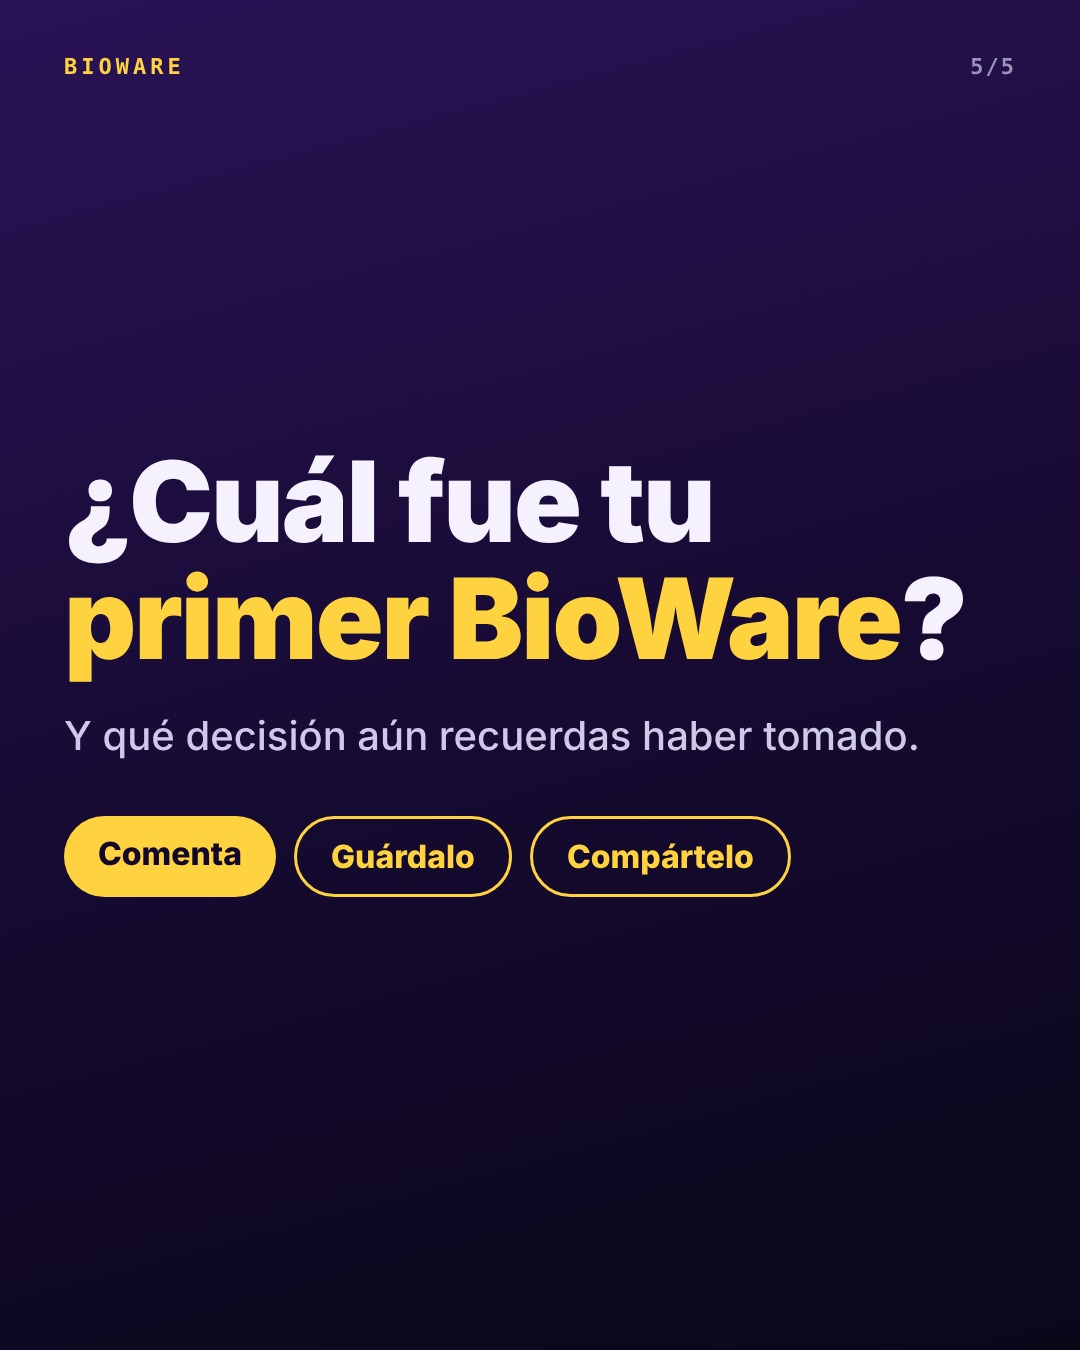 BIOWARE
5/5
¿Cuál fue tu
primer BioWare?
Y qué decisión aún recuerdas haber tomado.
Comenta
Guárdalo
Compártelo